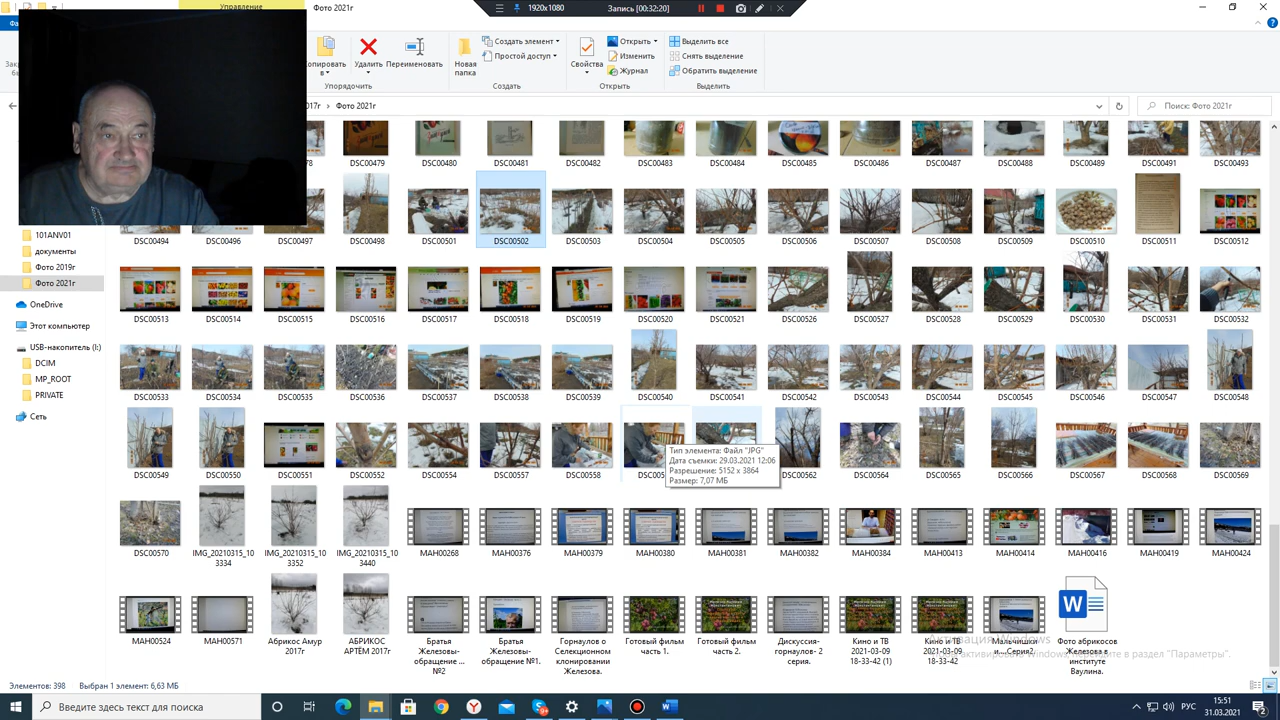 Управление
Фото 2021г
1920x1080
Запись [00:32:20]
Создать элемент
Открыть
Выделить все
Простой доступ
Изменить
Снять выделение
Удалить
Переименовать
Новая папка
Свойства
Журнал
Обратить выделение
Упорядочить
Создать
Открыть
Выделить
Фото 2021г
Поиск: Фото 2021г
DSC00479
DSC00480
DSC00481
DSC00482
DSC00483
DSC00484
DSC00485
DSC00486
DSC00487
DSC00488
DSC00489
DSC00491
DSC00493
DSC00494
DSC00496
DSC00497
DSC00498
DSC00501
DSC00502
DSC00503
DSC00504
DSC00505
DSC00506
DSC00507
DSC00508
DSC00509
DSC00510
DSC00511
DSC00512
101ANV01
документы
Фото 2019г
Фото 2021г
OneDrive
Этот компьютер
USB-накопитель (I:)
DCIM
MP_ROOT
PRIVATE
Сеть
DSC00513
DSC00514
DSC00515
DSC00516
DSC00517
DSC00518
DSC00519
DSC00520
DSC00521
DSC00526
DSC00527
DSC00528
DSC00529
DSC00530
DSC00531
DSC00532
DSC00533
DSC00534
DSC00535
DSC00536
DSC00537
DSC00538
DSC00539
DSC00540
DSC00541
DSC00542
DSC00543
DSC00544
DSC00545
DSC00546
DSC00547
DSC00548
DSC00549
DSC00550
DSC00551
DSC00552
DSC00554
DSC00557
DSC00558
DSC00562
DSC00564
DSC00565
DSC00566
DSC00567
DSC00568
DSC00569
Тип элемента: Файл "JPG"
Дата съемки: 29.03.2021 12:06
Разрешение: 5152 x 3864
Размер: 7,07 МБ
DSC00570
IMG_20210315_103334
IMG_20210315_103352
IMG_20210315_103440
MAH00268
MAH00376
MAH00379
MAH00380
MAH00381
MAH00382
MAH00384
MAH00413
MAH00414
MAH00416
MAH00419
MAH00424
MAH00524
MAH00571
Абрикос Амур 2017г
АБРИКОС АРТЁМ 2017г
Братья Железовы-обращение ... №2
Братья Железовы-обращение №1.
Горнаулов о Селекционном клонировании Железова.
Готовый фильм часть 1.
Готовый фильм часть 2.
Дискуссия-горнаулов- 2 серия.
Кино и ТВ 2021-03-09 18-33-42 (1)
Кино и ТВ 2021-03-09 18-33-42
Мальчишки и....Серия2.
Фото абрикосов. Железова в институте Ваулина.
Элементов: 398
Выбран 1 элемент: 6,63 МБ
Введите здесь текст для поиска
РУС
15:51
31.03.2021